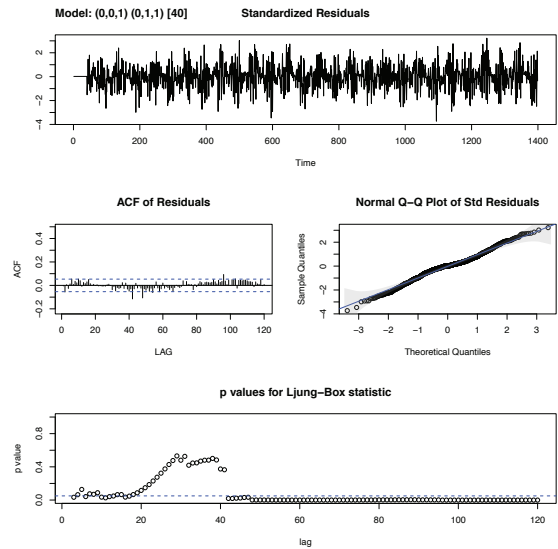 Model: (0,0,1) (0,1,1) [40] Standardized Residuals
2
0
−2
−4
0 200 400 600 800 1000 1200 1400
Time
ACF of Residuals
ACF
0.4
0.2
0.0
−0.2
0 20 40 60 80 100 120
LAG
Normal Q−Q Plot of Std Residuals
Sample Quantiles
2
0
−2
−4
−3 −2 −1 0 1 2 3
Theoretical Quantiles
p values for Ljung−Box statistic
p value
0.8
0.4
0.0
0 20 40 60 80 100 120
lag